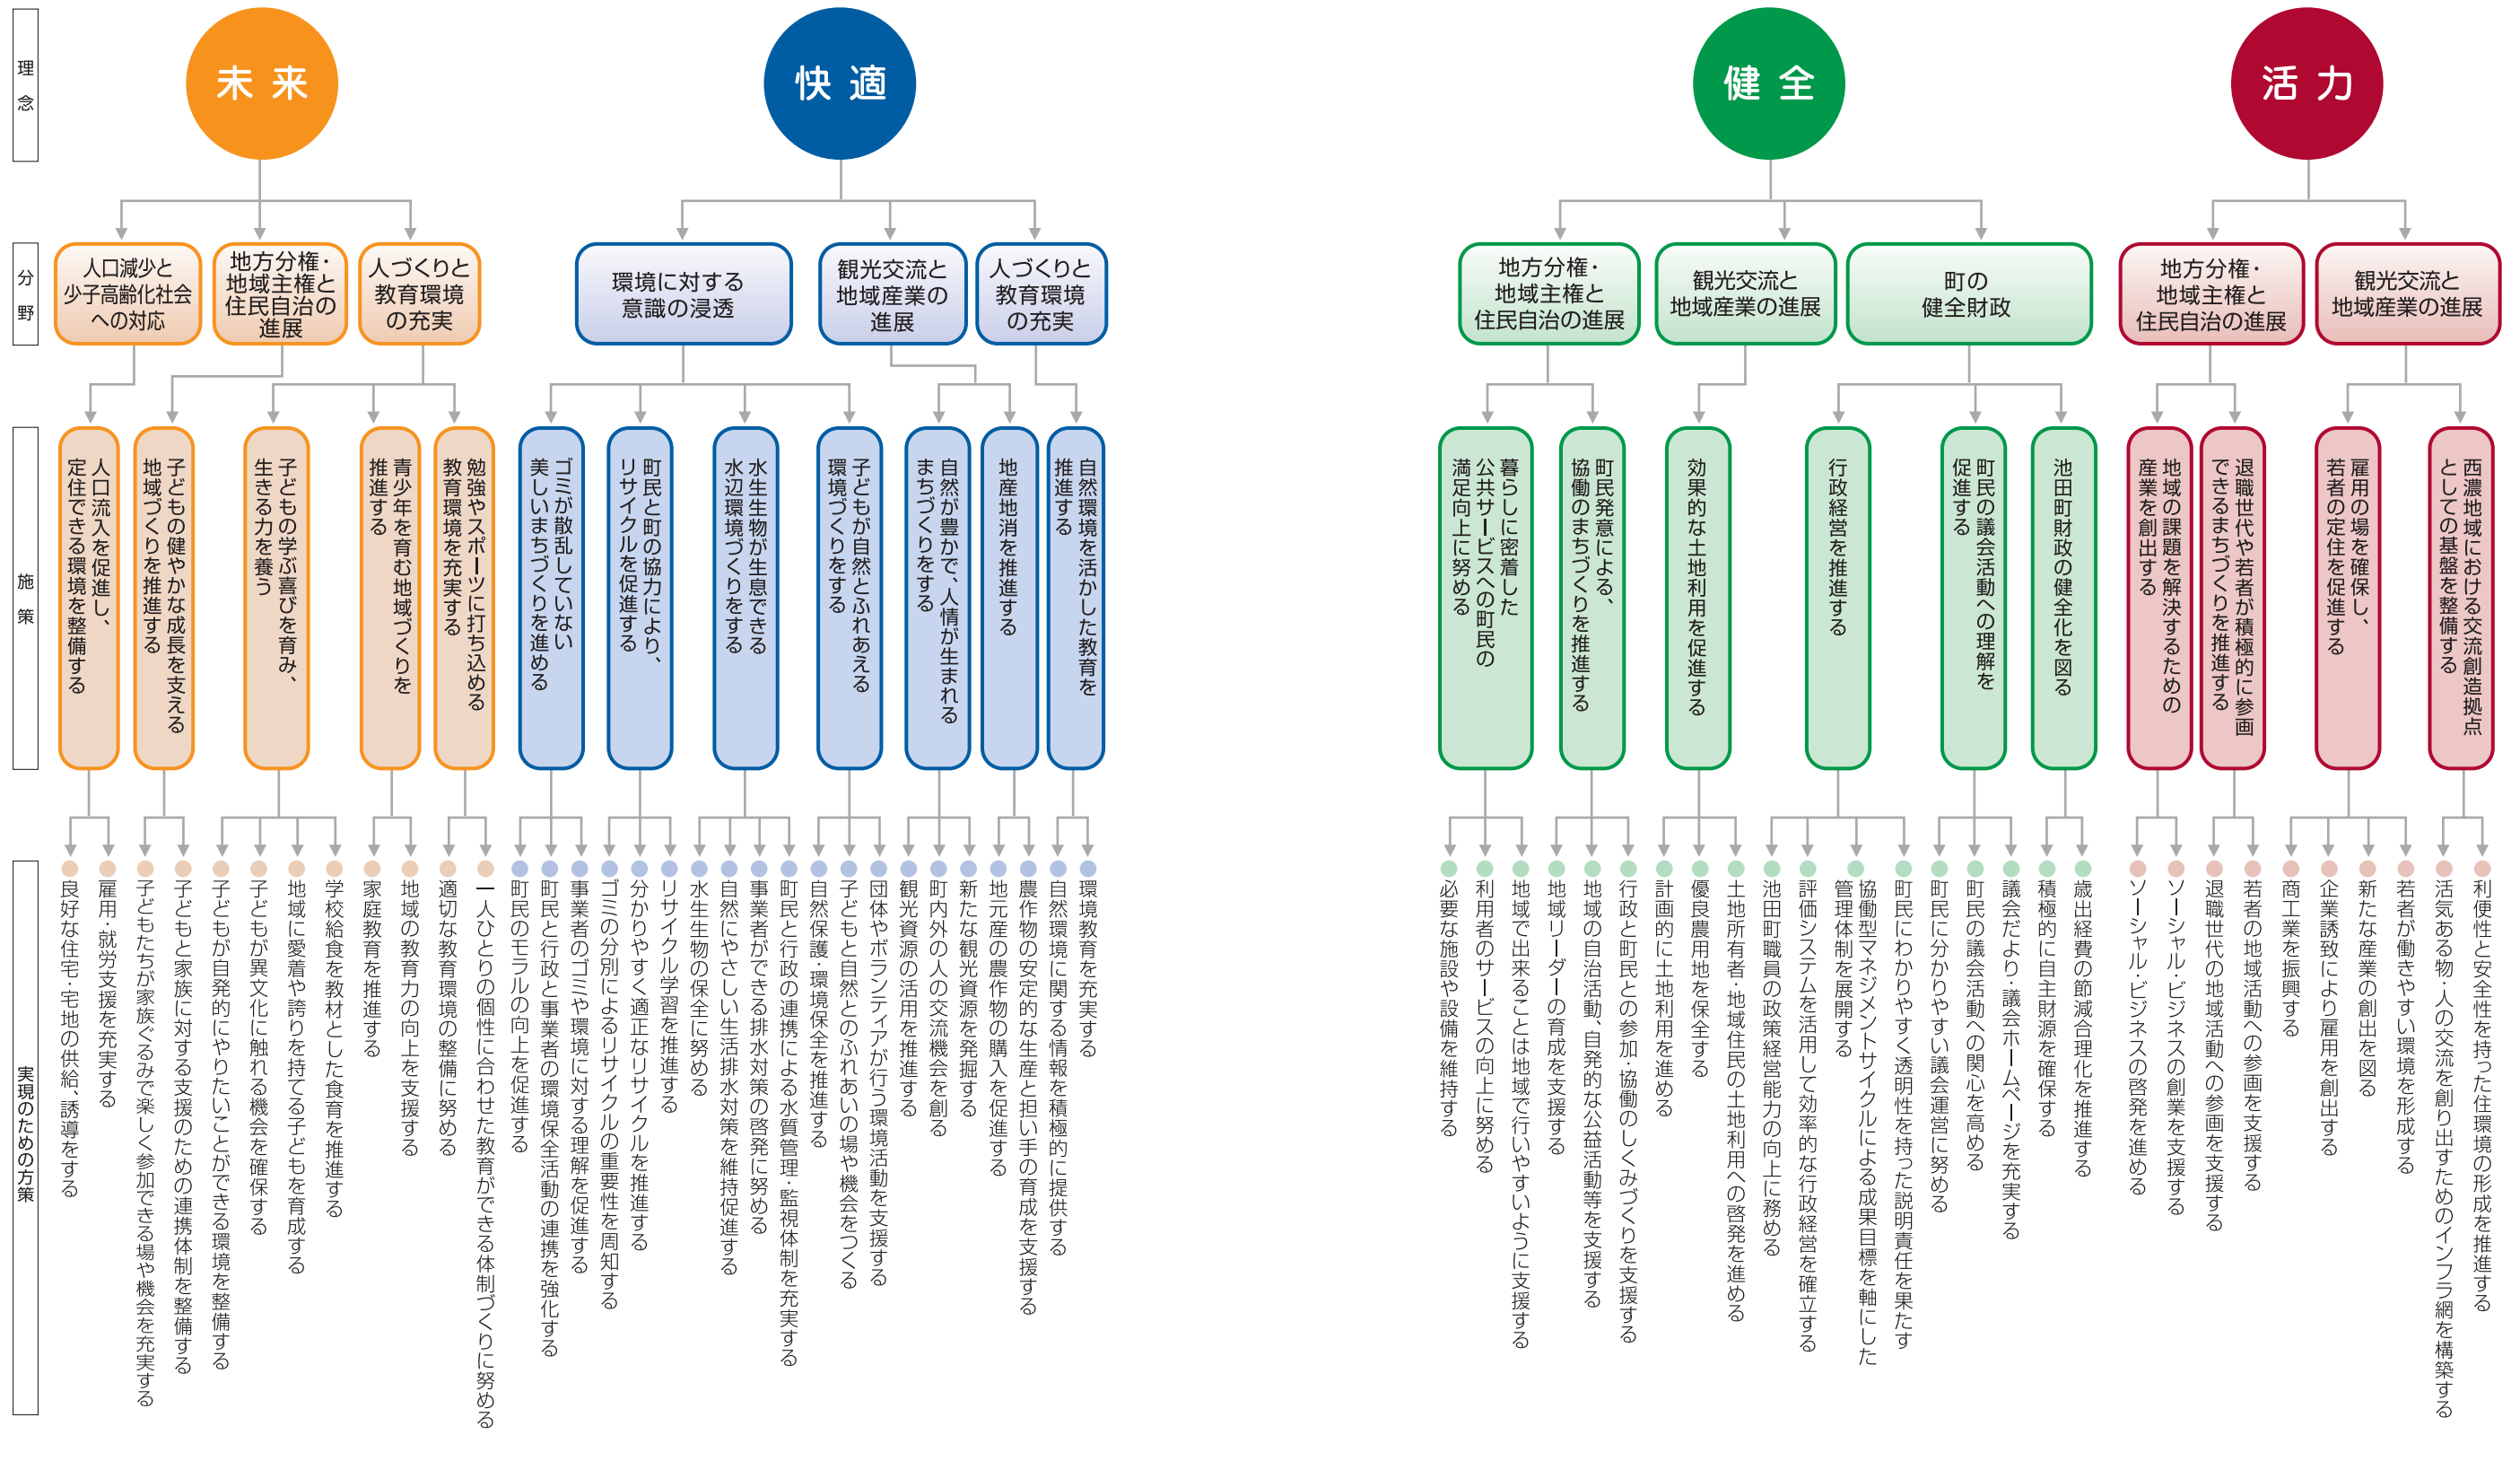 理念
未来
快適
健全
活力
分野
人口減少と
少子高齢化社会
への対応
地方分権・
地域主権と
住民自治の
進展
人づくりと
教育環境
の充実
環境に対する
意識の浸透
観光交流と
地域産業の
進展
人づくりと
教育環境
の充実
地方分権・
地域主権と
住民自治の進展
観光交流と
地域産業の進展
町の
健全財政
地方分権・
地域主権と
住民自治の進展
観光交流と
地域産業の進展
施策
人口流入を促進し、
定住できる環境を整備する
子どもの健やかな成長を支える
地域づくりを推進する
子どもの学ぶ喜びを育み、
生きる力を養う
青少年を育む地域づくりを
推進する
勉強やスポーツに打ち込める
教育環境を充実する
ゴミが散乱していない
美しいまちづくりを進める
町民と町の協力により、
リサイクルを促進する
水生生物が生息できる
水辺環境づくりをする
子どもが自然とふれあえる
環境づくりをする
自然が豊かで、人情が生まれる
まちづくりをする
地産地消を推進する
自然環境を活かした教育を
推進する
暮らしに密着した
公共サービスへの町民の
満足向上に努める
町民発意による、
協働のまちづくりを推進する
効果的な土地利用を促進する
行政経営を推進する
町民の議会活動への理解を
促進する
池田町財政の健全化を図る
地域の課題を解決するための
産業を創出する
退職世代や若者が積極的に参画
できるまちづくりを推進する
雇用の場を確保し、
若者の定住を促進する
西濃地域における交流創造拠点
としての基盤を整備する
実現のための方策
良好な住宅・宅地の供給、誘導をする
雇用・就労支援を充実する
子どもたちが家族ぐるみで楽しく参加できる場や機会を充実する
子どもと家族に対する支援のための連携体制を整備する
子どもが自発的にやりたいことができる環境を整備する
子どもが異文化に触れる機会を確保する
地域に愛着や誇りを持てる子どもを育成する
学校給食を教材とした食育を推進する
家庭教育を推進する
地域の教育力の向上を支援する
適切な教育環境の整備に努める
一人ひとりの個性に合わせた教育ができる体制づくりに努める
町民のモラルの向上を促進する
町民と行政と事業者の環境保全活動の連携を強化する
事業者のゴミや環境に対する理解を促進する
ゴミの分別によるリサイクルの重要性を周知する
分かりやすく適正なリサイクルを推進する
リサイクル学習を推進する
水生生物の保全に努める
自然にやさしい生活排水対策を維持促進する
事業者ができる排水対策の啓発に努める
町民と行政の連携による水質管理・監視体制を充実する
自然保護・環境保全を推進する
子どもと自然とのふれあいの場や機会をつくる
団体やボランティアが行う環境活動を支援する
観光資源の活用を推進する
町内外の人の交流機会を創る
新たな観光資源を発掘する
地元産の農作物の購入を促進する
農作物の安定的な生産と担い手の育成を支援する
自然環境に関する情報を積極的に提供する
環境教育を充実する
必要な施設や設備を維持する
利用者のサービスの向上に努める
地域で出来ることは地域で行いやすいように支援する
地域リーダーの育成を支援する
地域の自治活動、自発的な公益活動等を支援する
行政と町民との参加・協働のしくみづくりを支援する
計画的に土地利用を進める
優良農用地を保全する
土地所有者・地域住民の土地利用への啓発を進める
池田町職員の政策経営能力の向上に務める
評価システムを活用して効率的な行政経営を確立する
協働型マネジメントサイクルによる成果目標を軸にした
管理体制を展開する
町民にわかりやすく透明性を持った説明責任を果たす
町民に分かりやすい議会運営に努める
町民の議会活動への関心を高める
議会だより・議会ホームページを充実する
積極的に自主財源を確保する
歳出経費の節減合理化を推進する
ソーシャル・ビジネスの啓発を進める
ソーシャル・ビジネスの創業を支援する
退職世代の地域活動への参画を支援する
若者の地域活動への参画を支援する
商工業を振興する
企業誘致により雇用を創出する
新たな産業の創出を図る
若者が働きやすい環境を形成する
活気ある物・人の交流を創り出すためのインフラ網を構築する
利便性と安全性を持った住環境の形成を推進する